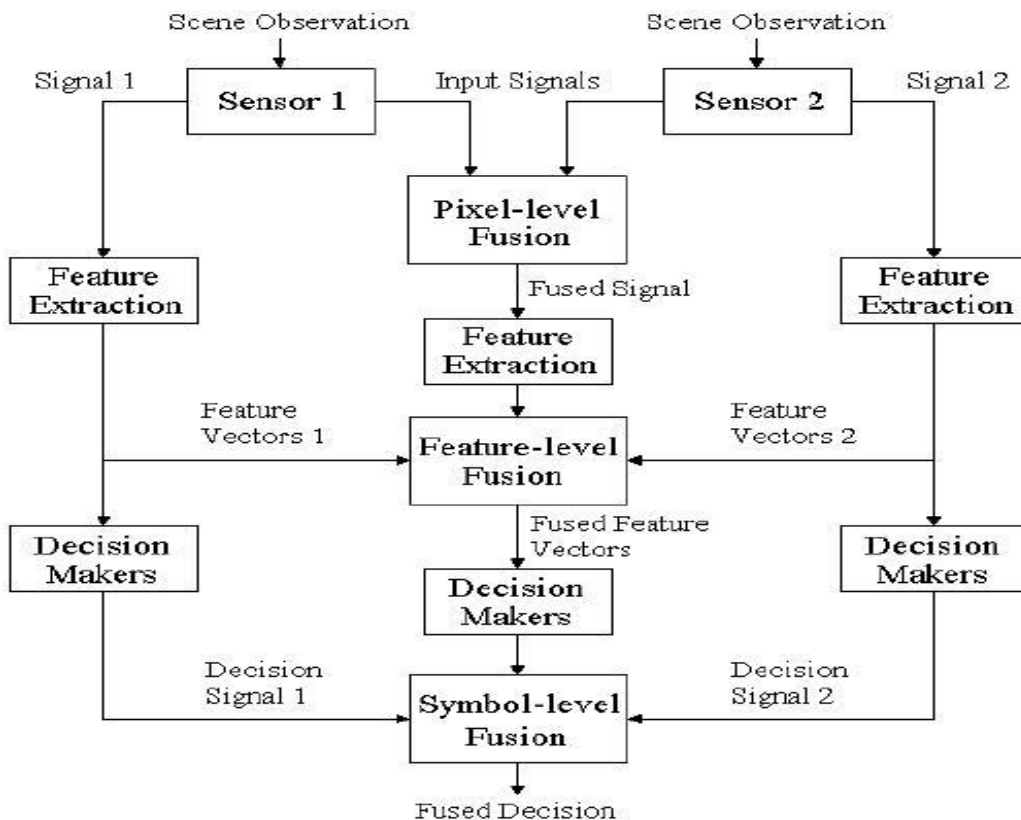 Scene Observation
Scene Observation
Signal 1
Input Signals
Signal 2
Sensor 1
Sensor 2
Pixel-level
Fusion
Feature
Extraction
Feature
Extraction
Fused Signal
Feature
Extraction
Feature
Vectors 1
Feature
Vectors 2
Feature-level
Fusion
Fused Feature
Vectors
Decision
Makers
Decision
Makers
Decision
Makers
Decision
Signal 1
Decision
Signal 2
Symbol-level
Fusion
Fused Decision